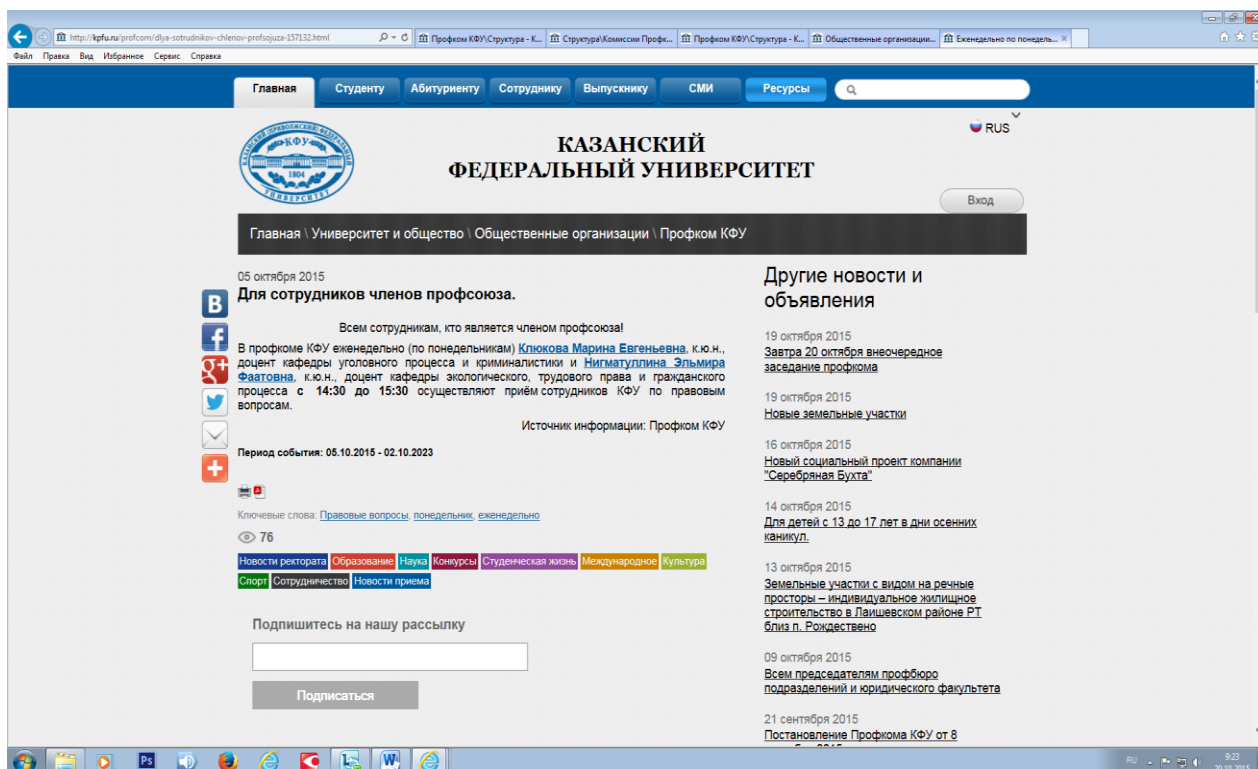 http://kpfu.ru/profcom/dlya-sotrudnikov-chlenov-profsojuza-157132.html
Профком КФУ\Структура - К...
Структура\Комиссии Профк...
Профком КФУ\Структура - К...
Общественные организации...
Еженедельно по понедель...
Файл Правка Вид Избранное Сервис Справка
Главная Студенту Абитуриенту Сотруднику Выпускнику СМИ Ресурсы
КФУ
1804
УНИВЕРСИТЕТ
КАЗАНСКИЙ
ФЕДЕРАЛЬНЫЙ УНИВЕРСИТЕТ
RUS
Вход
Главная \ Университет и общество \ Общественные организации \ Профком КФУ
05 октября 2015
Для сотрудников членов профсоюза.
Всем сотрудникам, кто является членом профсоюза!
В профкоме КФУ еженедельно (по понедельникам) Клюкова Марина Евгеньевна, к.ю.н.,
доцент кафедры уголовного процесса и криминалистики и Нигматуллина Эльмира
Фаатовна, к.ю.н., доцент кафедры экологического, трудового права и гражданского
процесса с 14:30 до 15:30 осуществляют приём сотрудников КФУ по правовым
вопросам.
Источник информации: Профком КФУ
Период события: 05.10.2015 - 02.10.2023
Ключевые слова: Правовые вопросы, понедельник, еженедельно
76
Новости ректората Образование Наука Конкурсы Студенческая жизнь Международное Культура
Спорт Сотрудничество Новости приема
Подпишитесь на нашу рассылку
Подписаться
Другие новости и
объявления
19 октября 2015
Завтра 20 октября внеочередное
заседание профкома
19 октября 2015
Новые земельные участки
16 октября 2015
Новый социальный проект компании
"Серебряная Бухта"
14 октября 2015
Для детей с 13 до 17 лет в дни осенних
каникул.
13 октября 2015
Земельные участки с видом на речные
просторы – индивидуальное жилищное
строительство в Лаишевском районе РТ
близ п. Рождествено
09 октября 2015
Всем председателям профбюро
подразделений и юридического факультета
21 сентября 2015
Постановление Профкома КФУ от 8
RU
9:23
20.10.2015